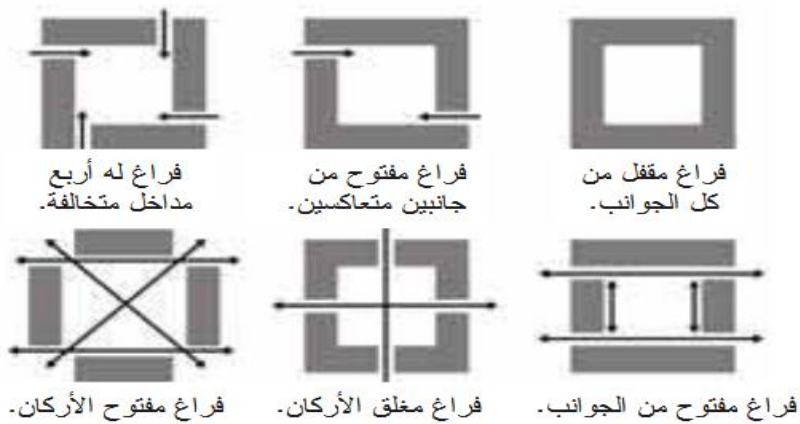 فراغ مقفل من
كل الجوانب.
فراغ مفتوح من
جانبين متعاكسين.
فراغ له أربع
مداخل متخالفة.
فراغ مفتوح من الجوانب.
فراغ مغلق الأركان.
فراغ مفتوح الأركان.